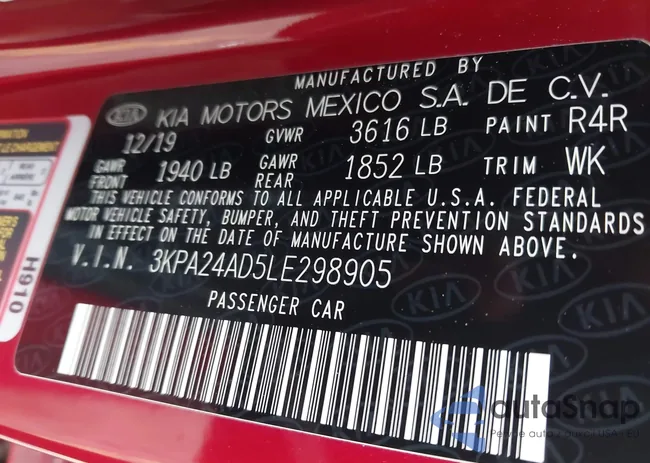 MANUFACTURED BY
KIA KIA MOTORS MEXICO S.A. DE C.V.
12/19 GVWR 3616 LB PAINT R4R
GAWR FRONT 1940 LB GAWR REAR 1852 LB TRIM WK
THIS VEHICLE CONFORMS TO ALL APPLICABLE U.S.A. FEDERAL
MOTOR VEHICLE SAFETY, BUMPER, AND THEFT PREVENTION STANDARDS
IN EFFECT ON THE DATE OF MANUFACTURE SHOWN ABOVE.
V.I.N. 3KPA24AD5LE298905
PASSENGER CAR
H910
autoSnap